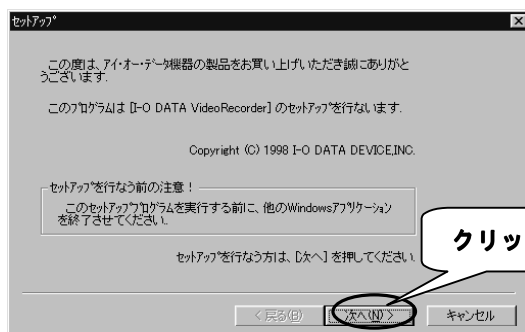 セットアップ
この度は、アイ・オー・データ機器の製品をお買い上げいただき誠にありがと
うございます.
このプログラムは [I-O DATA VideoRecorder] のセットアップを行ないます.
Copyright (C) 1998 I-O DATA DEVICE,INC.
セットアップを行なう前の注意！
このセットアッププログラムを実行する前に、他のWindowsアプリケーション
を終了させてください.
セットアップを行なう方は、[次へ] を押してください.
クリッ
< 戻る(B) 次へ(N) > キャンセル